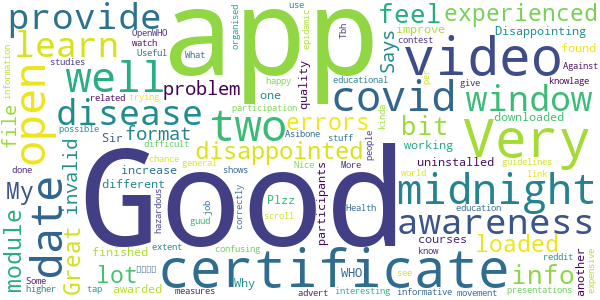 provide
app
feel
experienced
OpenWHO
watch
Useful
studies
organised
epidemic
use
Tbh
Says
improve
contest
Disappointing
Against
found
learn
well
video
related
trying
What
educational
happy
quality
per
give
knowlage
problem
one
covid
window
information
file
open
disease
two
errors
participation
kinda
downloaded
possible
Sir
format
bit
working
very
Asibone
stuff
people
disappointed
uninstalled
guidelines
invalid
difficult
chance
general
Nice
More
link
done
My
increase
shows
Plzz
participants
midnight
world
hazardous
different
Health
education
module
date
Good
guud
job
correctly
scroll
courses
awareness
Great
extent
confusing
know
another
finished
certificate
loaded
lot
awarded
WHO
see
reddit
info
expensive
Some
higher
tap
measures
Why
advert
interesting
informative
movement
presentations